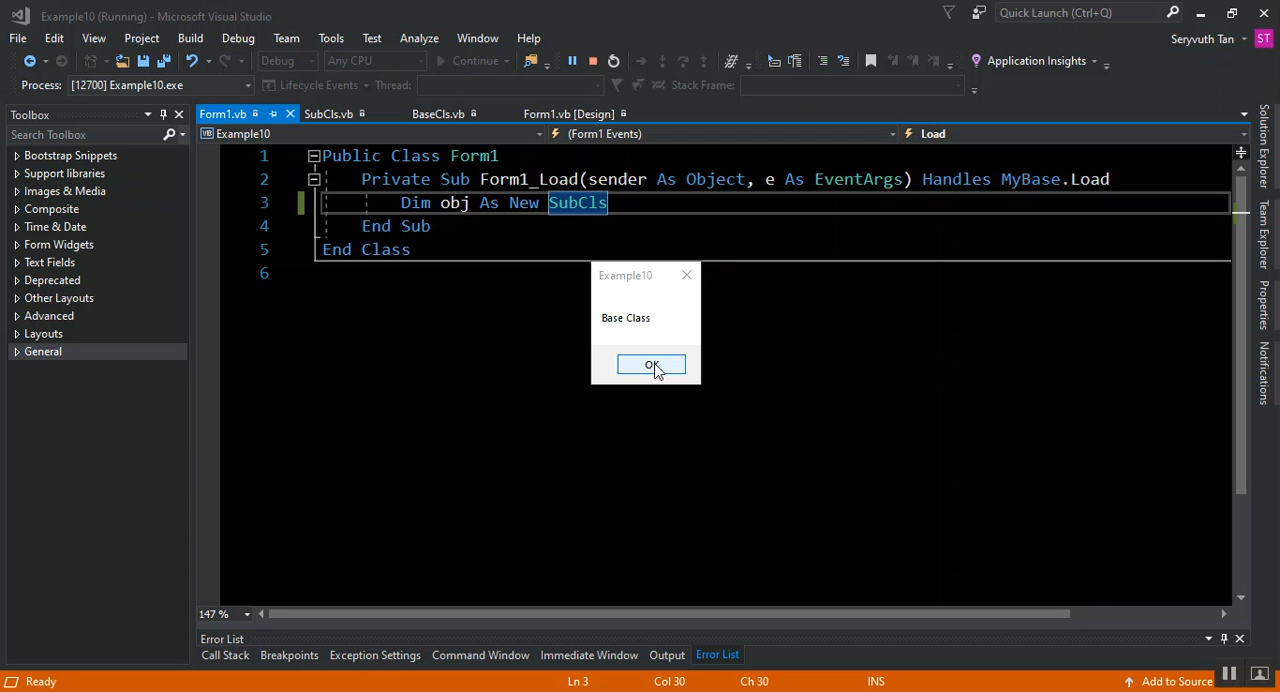 Example10 (Running) - Microsoft Visual Studio
Quick Launch (Ctrl+Q)
File Edit View Project Build Debug Team Tools Test Analyze Window Help
Seryvuth Tan ST
Debug Any CPU Continue Application Insights
Process: [12700] Example10.exe Lifecycle Events Thread: Stack Frame:
Toolbox
Form1.vb SubCls.vb BaseCls.vb Form1.vb [Design]
Search Toolbox
VB Example10 (Form1 Events) Load
Bootstrap Snippets
Support libraries
Images & Media
Composite
Time & Date
Form Widgets
Text Fields
Deprecated
Other Layouts
Advanced
Layouts
General
1 Public Class Form1
2 Private Sub Form1_Load(sender As Object, e As EventArgs) Handles MyBase.Load
3 Dim obj As New SubCls
4 End Sub
5 End Class
6
Example10
Base Class
OK
Solution Explorer
Team Explorer
Properties
Notifications
147 %
Error List
Call Stack Breakpoints Exception Settings Command Window Immediate Window Output Error List
Ready Ln 3 Col 30 Ch 30 INS Add to Source